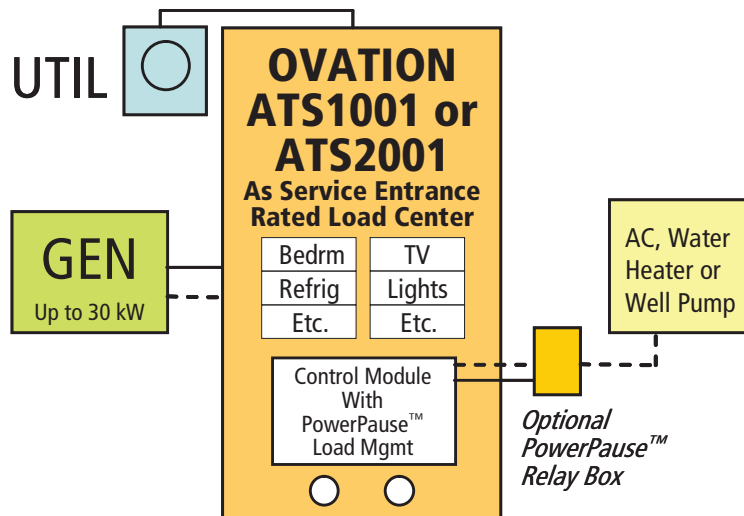 UTIL
OVATION
ATS1001 or
ATS2001
As Service Entrance
Rated Load Center
Bedrm
Refrig
Etc.
TV
Lights
Etc.
Control Module
With
PowerPause™
Load Mgmt
GEN
Up to 30 kW
AC, Water
Heater or
Well Pump
Optional
PowerPause™
Relay Box